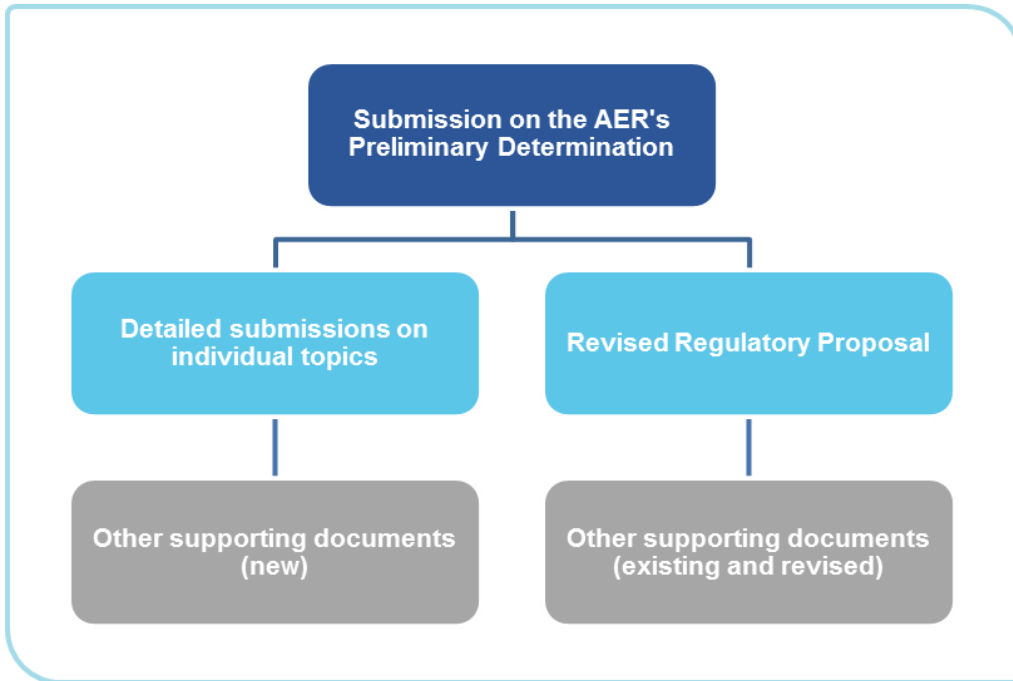 Submission on the AER's
Preliminary Determination
Detailed submissions on
individual topics
Revised Regulatory Proposal
Other supporting documents
(new)
Other supporting documents
(existing and revised)